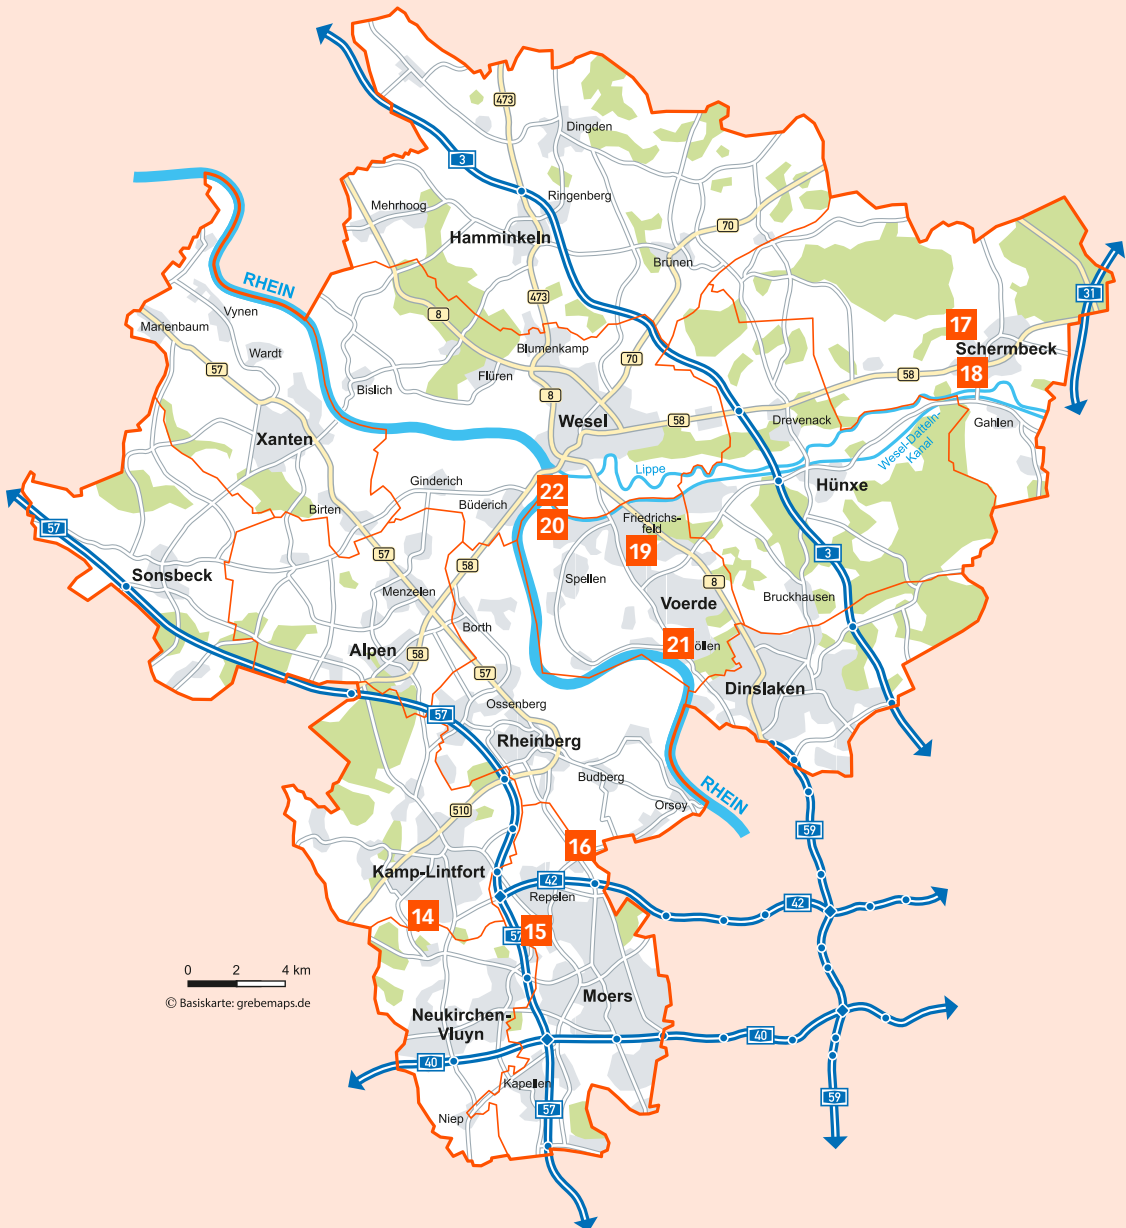 473
Dingden
3
Ringenberg
Mehrhoog
Hamminkeln
70
Brünen
RHEIN
473
31
Vynen
8
17
Marienbaum
Blumenkamp
Schermbeck
Wardt
57
70
Flüren
58
18
Bislich
8
Wesel
58
Drevenack
Gahlen
Xanten
Wesel-Datteln-
Kanal
Lippe
Ginderich
22
Hünxe
Büderich
Birten
57
20
Friedrichs-
feld
19
57
3
58
Sonsbeck
Spellen
8
Menzelen
Voerde
Bruckhausen
Borth
21
öllen
Alpen
58
57
Dinslaken
Ossenberg
57
Rheinberg
Budberg
RHEIN
Orsoy
510
59
16
Kamp-Lintfort
42
Repelen
42
14
15
57
0 2 4 km
© Basiskarte: grebemaps.de
Moers
Neukirchen-
Vluyn
40
40
Kapellen
59
57
Niep